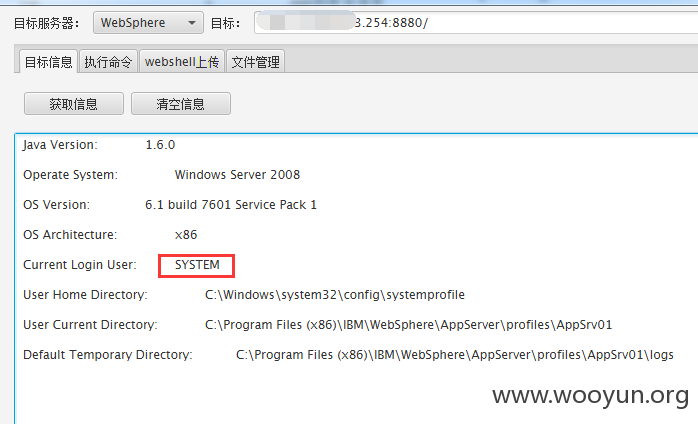 目标服务器: WebSphere 目标: 3.254:8880/
目标信息 执行命令 webshell上传 文件管理
获取信息 清空信息
Java Version: 1.6.0
Operate System: Windows Server 2008
OS Version: 6.1 build 7601 Service Pack 1
OS Architecture: x86
Current Login User: SYSTEM
User Home Directory: C:\Windows\system32\config\systemprofile
User Current Directory: C:\Program Files (x86)\IBM\WebSphere\AppServer\profiles\AppSrv01
Default Temporary Directory: C:\Program Files (x86)\IBM\WebSphere\AppServer\profiles\AppSrv01\logs
www.wooyun.org